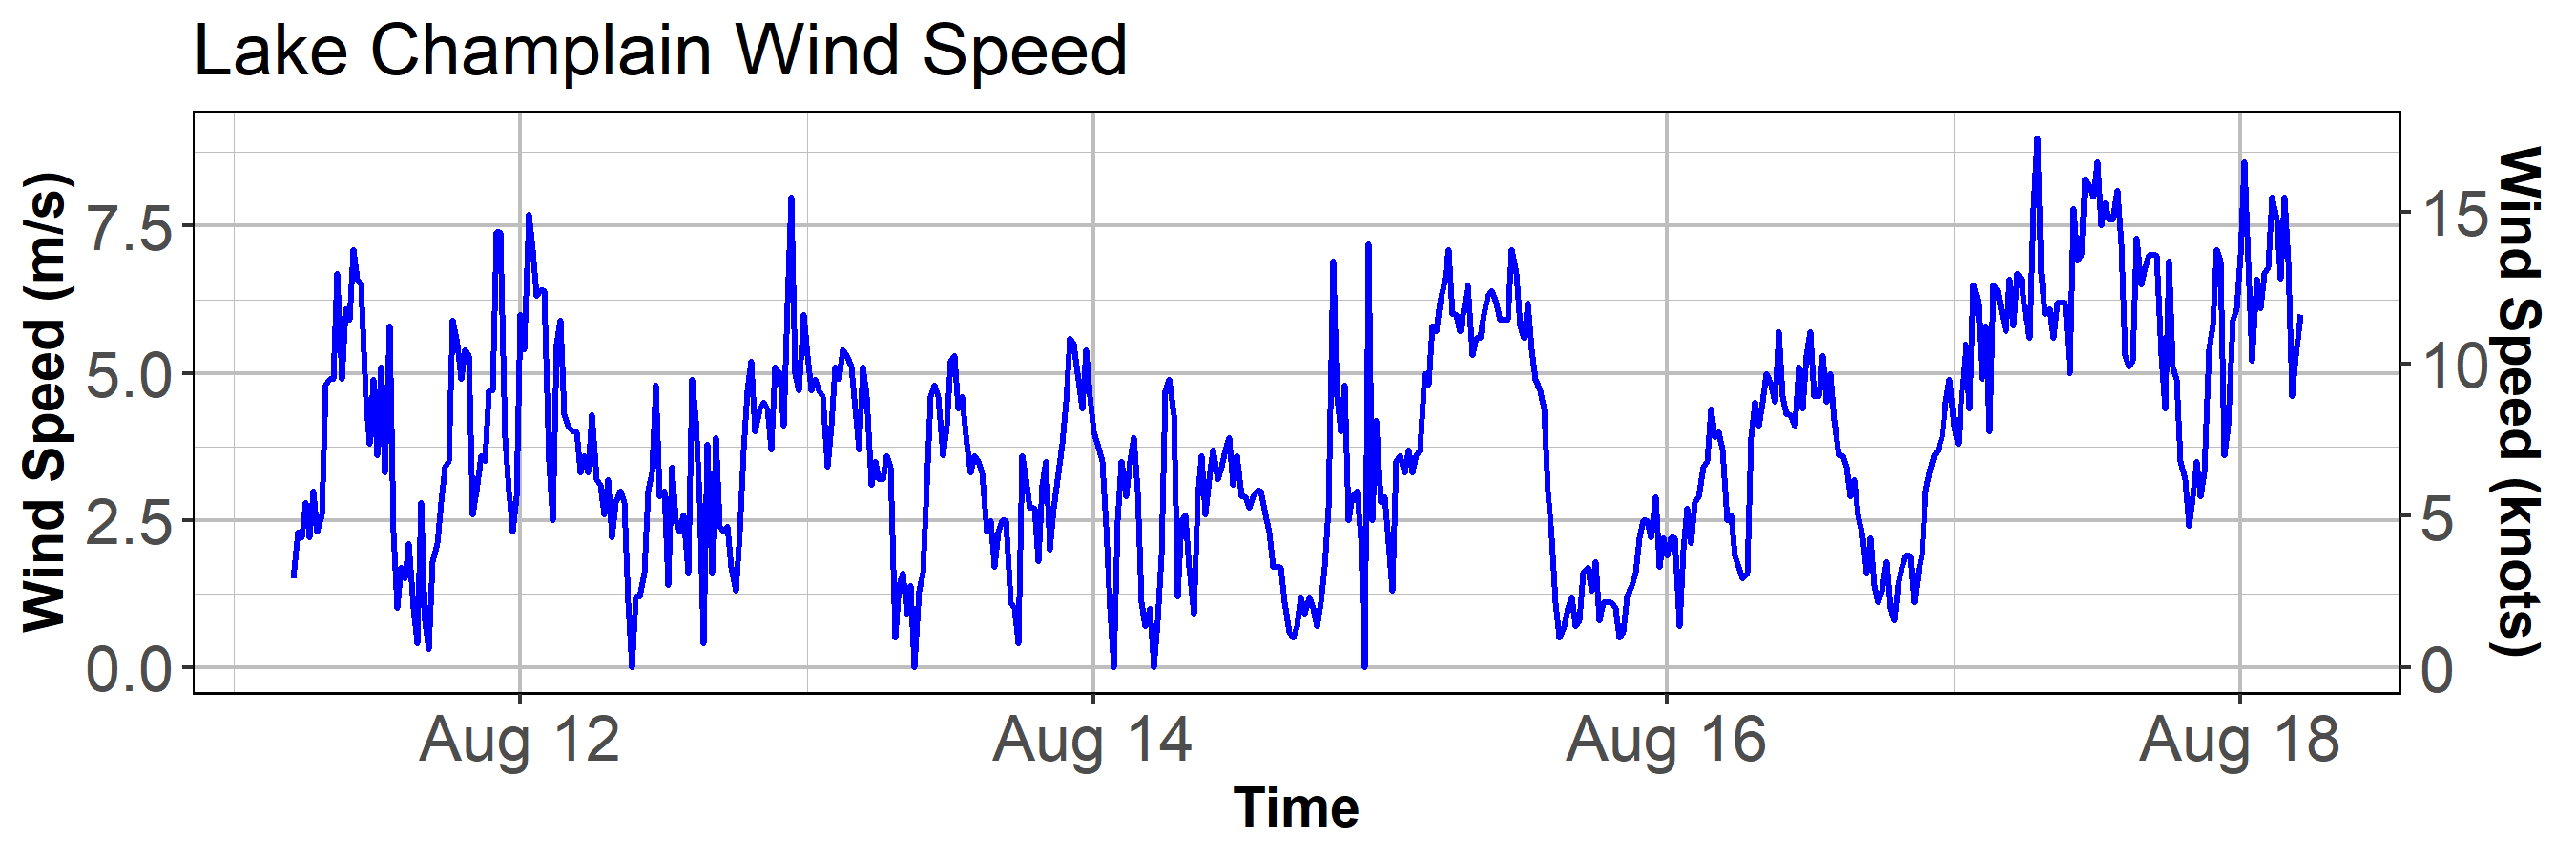 Lake Champlain Wind Speed
Wind Speed (m/s)
7.5
5.0
2.5
0.0
15
10
5
0
Wind Speed (knots)
Aug 12
Aug 14
Aug 16
Aug 18
Time